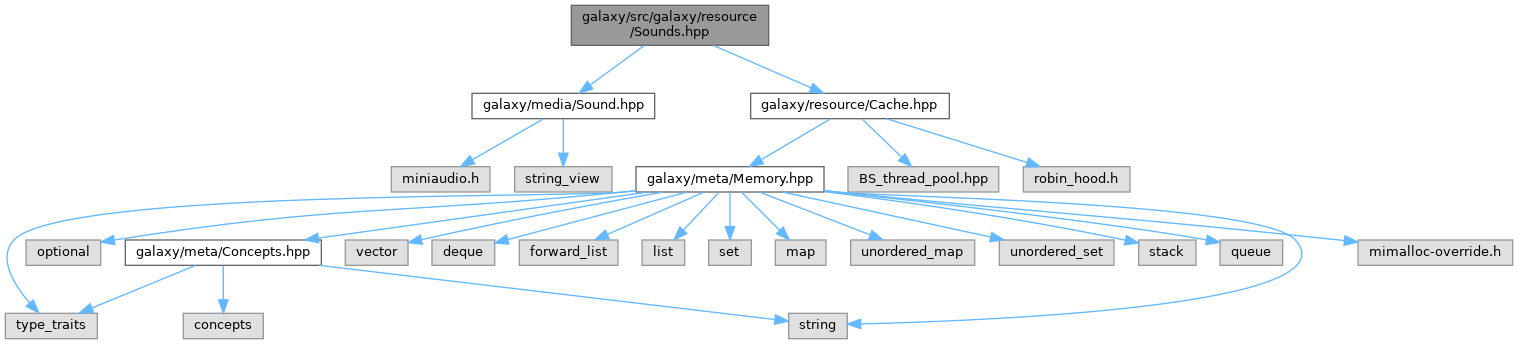 galaxy/src/galaxy/resource
/Sounds.hpp
galaxy/media/Sound.hpp
galaxy/resource/Cache.hpp
miniaudio.h
string_view
galaxy/meta/Memory.hpp
BS_thread_pool.hpp
robin_hood.h
optional
galaxy/meta/Concepts.hpp
vector
deque
forward_list
list
set
map
unordered_map
unordered_set
stack
queue
mimalloc-override.h
type_traits
concepts
string